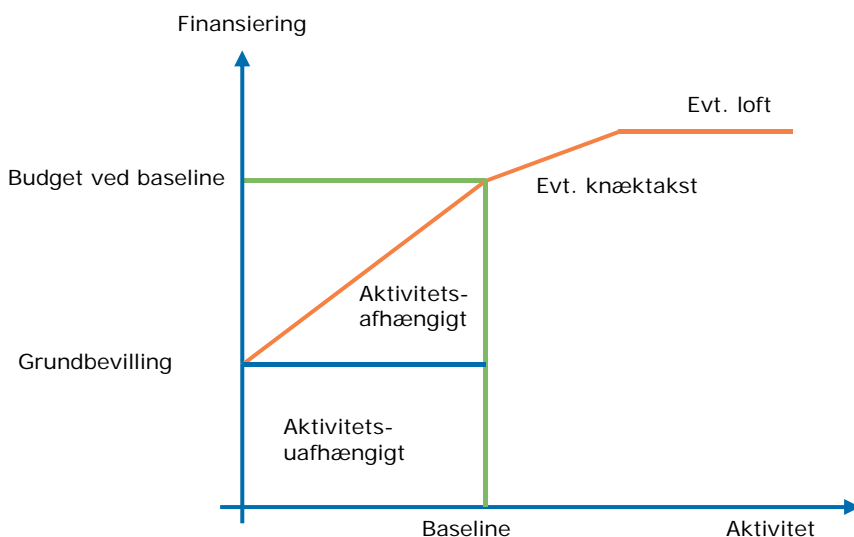 Finansiering
Evt. loft
Budget ved baseline
Evt. knæktakst
Aktivitets-
afhængigt
Grundbevilling
Aktivitets-
uafhængigt
Baseline
Aktivitet